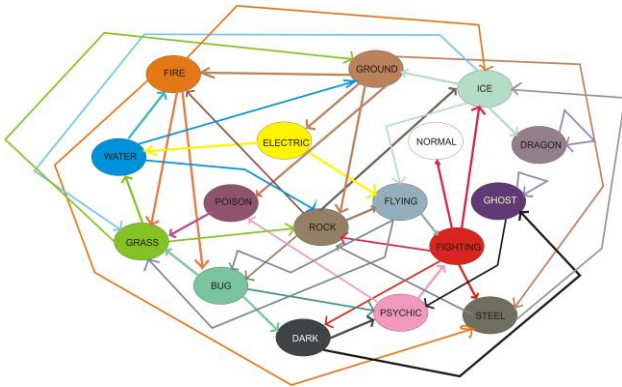 FIRE
GROUND
ICE
ELECTRIC
NORMAL
DRAGON
WATER
POISON
FLYING
GHOST
ROCK
GRASS
FIGHTING
BUG
PSYCHIC
STEEL
DARK